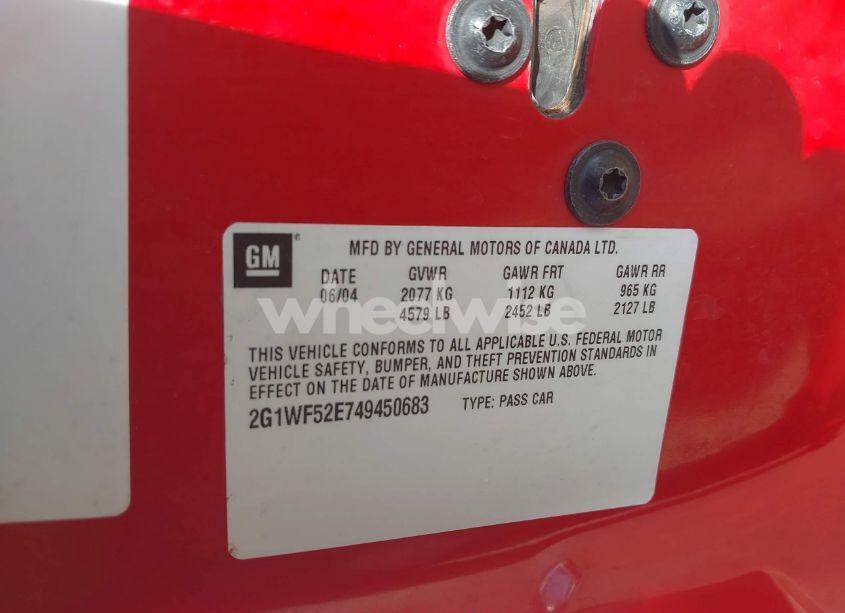 GM
MFD BY GENERAL MOTORS OF CANADA LTD.
DATE GVWR GAWR FRT GAWR RR
06/04 2077 KG 1112 KG 965 KG
4579 LB 2452 LB 2127 LB
wheelwise
THIS VEHICLE CONFORMS TO ALL APPLICABLE U.S. FEDERAL MOTOR
VEHICLE SAFETY, BUMPER, AND THEFT PREVENTION STANDARDS IN
EFFECT ON THE DATE OF MANUFACTURE SHOWN ABOVE.
2G1WF52E749450683 TYPE: PASS CAR